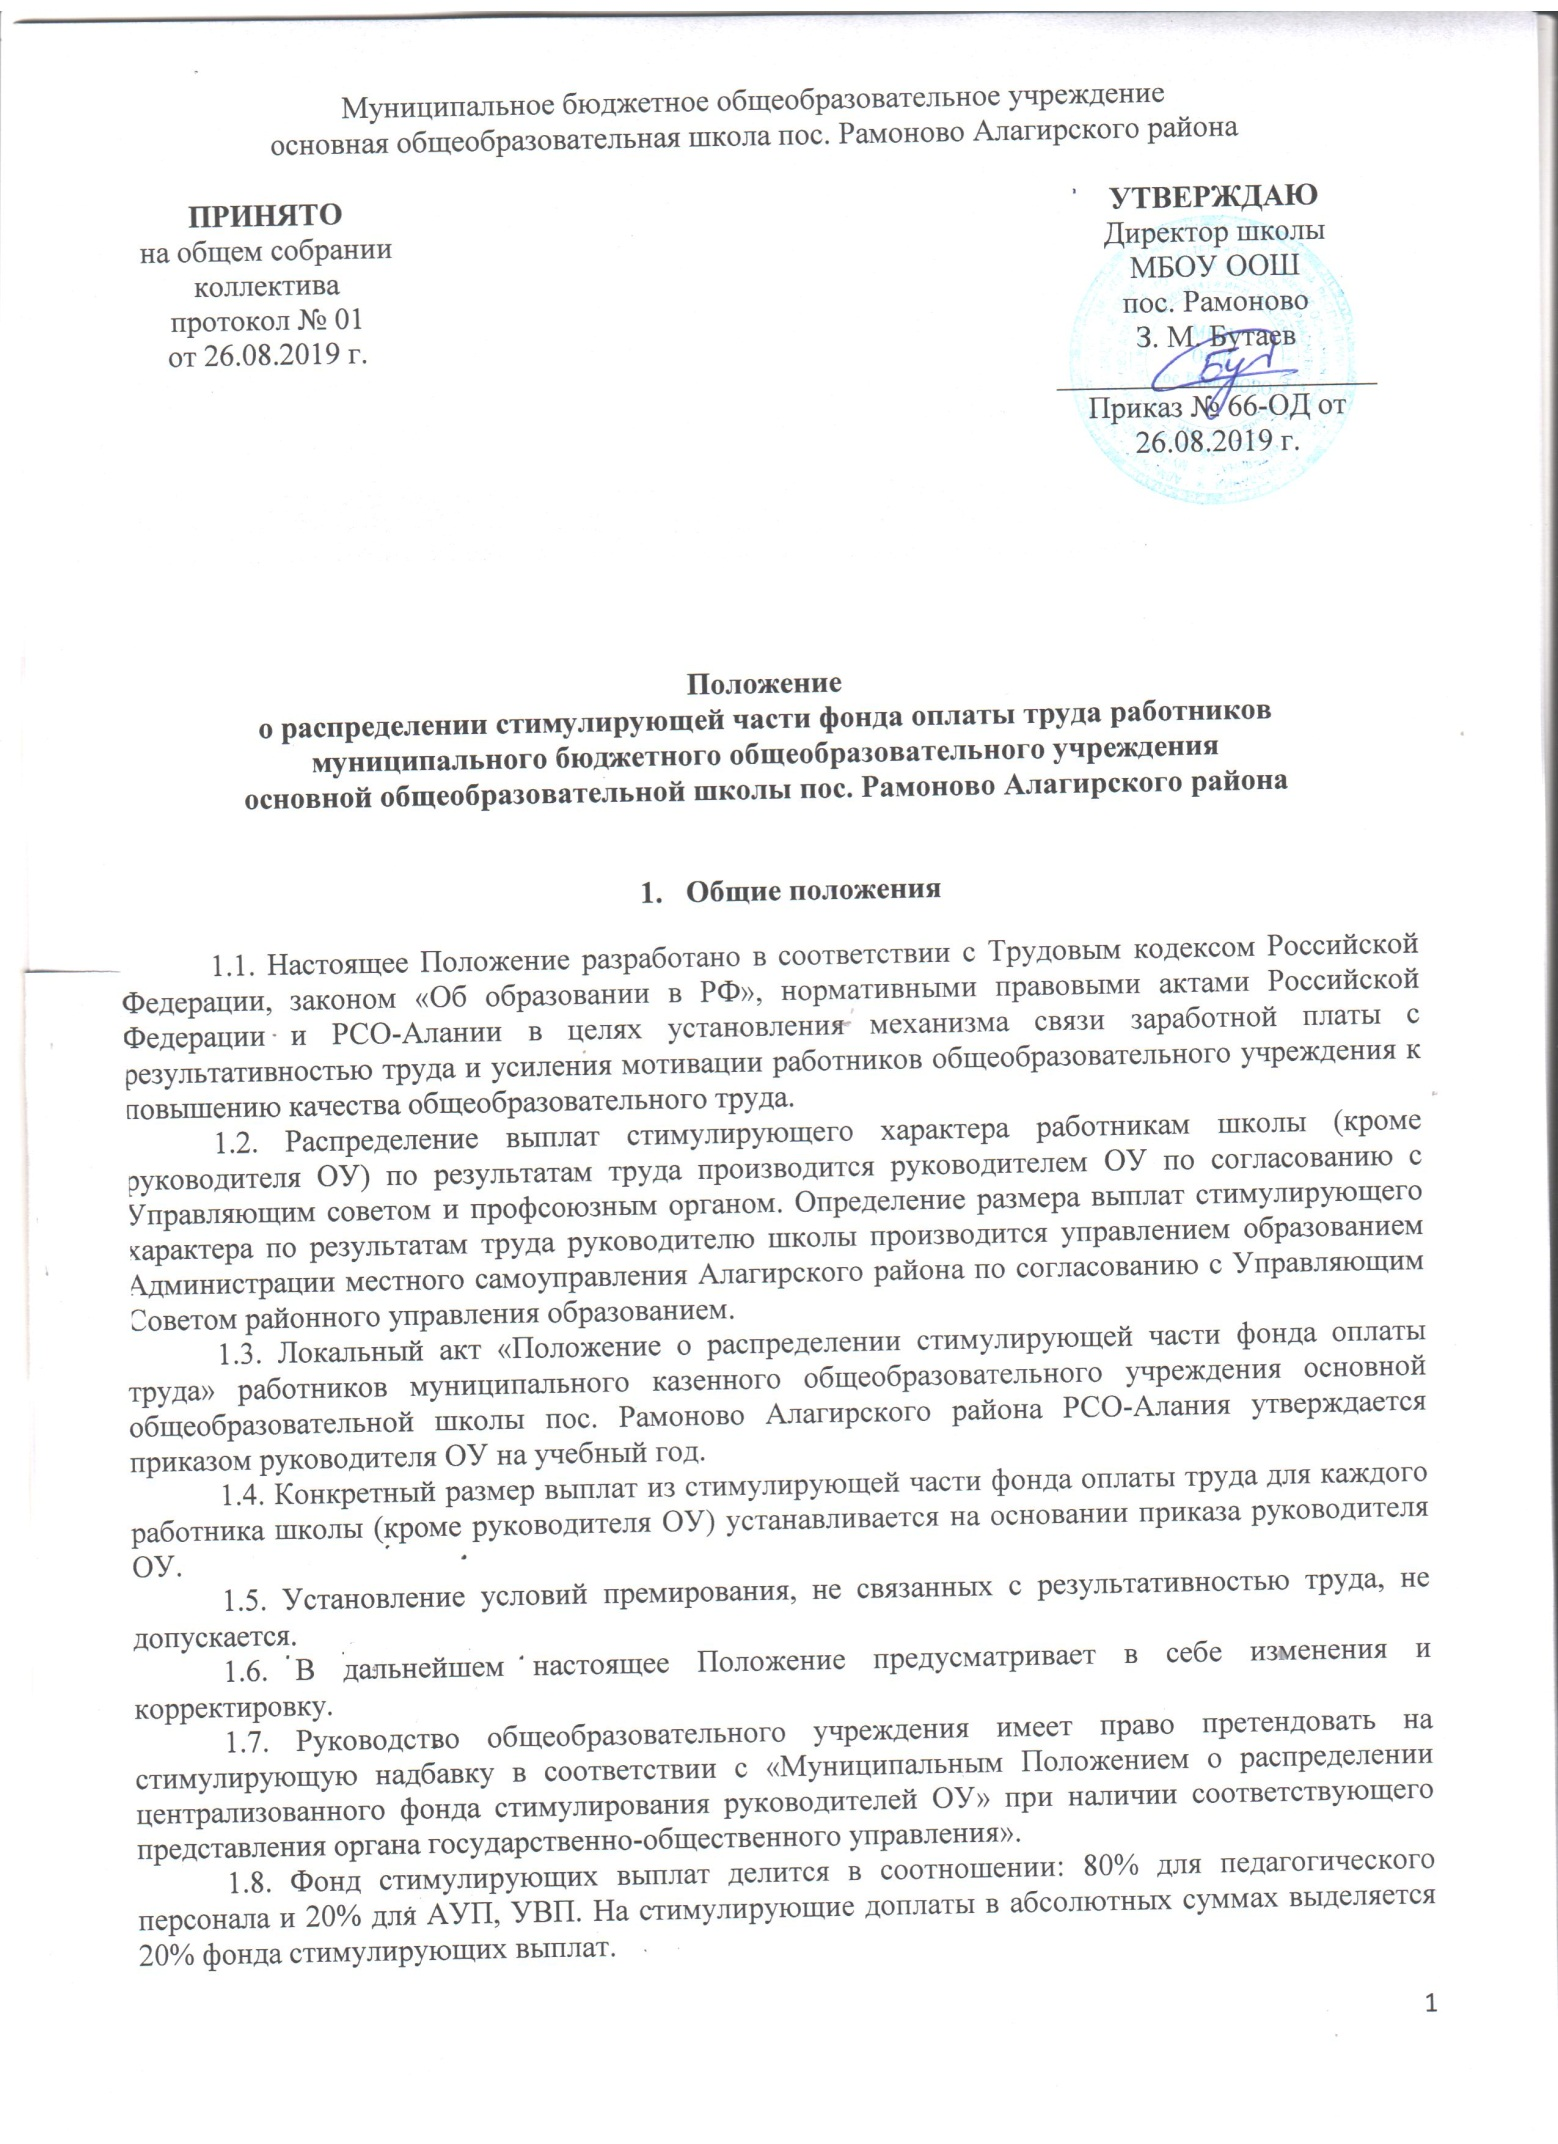 Муниципальное бюджетное общеобразовательное учреждение
основная общеобразовательная школа пос. Рамоново Алагирского района
ПРИНЯТО
на общем собрании
коллектива
протокол № 01
от 26.08.2019 г.
УТВЕРЖДАЮ
Директор школы
МБОУ ООШ
пос. Рамоново
З. М. Бутаев
Приказ № 66-ОД от
26.08.2019 г.
Положение
о распределении стимулирующей части фонда оплаты труда работников
муниципального бюджетного общеобразовательного учреждения
основной общеобразовательной школы пос. Рамоново Алагирского района
1. Общие положения
1.1. Настоящее Положение разработано в соответствии с Трудовым кодексом Российской
Федерации, законом «Об образовании в РФ», нормативными правовыми актами Российской
Федерации и РСО-Алании в целях установления механизма связи заработной платы с
результативностью труда и усиления мотивации работников общеобразовательного учреждения к
повышению качества общеобразовательного труда.
1.2. Распределение выплат стимулирующего характера работникам школы (кроме
руководителя ОУ) по результатам труда производится руководителем ОУ по согласованию с
Управляющим советом и профсоюзным органом. Определение размера выплат стимулирующего
характера по результатам труда руководителю школы производится управлением образованием
Администрации местного самоуправления Алагирского района по согласованию с Управляющим
Советом районного управления образованием.
1.3. Локальный акт «Положение о распределении стимулирующей части фонда оплаты
труда» работников муниципального казенного общеобразовательного учреждения основной
общеобразовательной школы пос. Рамоново Алагирского района РСО-Алания утверждается
приказом руководителя ОУ на учебный год.
1.4. Конкретный размер выплат из стимулирующей части фонда оплаты труда для каждого
работника школы (кроме руководителя ОУ) устанавливается на основании приказа руководителя
ОУ.
1.5. Установление условий премирования, не связанных с результативностью труда, не
допускается.
1.6. В дальнейшем настоящее Положение предусматривает в себе изменения и
корректировку.
1.7. Руководство общеобразовательного учреждения имеет право претендовать на
стимулирующую надбавку в соответствии с «Муниципальным Положением о распределении
централизованного фонда стимулирования руководителей ОУ» при наличии соответствующего
представления органа государственно-общественного управления».
1.8. Фонд стимулирующих выплат делится в соотношении: 80% для педагогического
персонала и 20% для АУП, УВП. На стимулирующие доплаты в абсолютных суммах выделяется
20% фонда стимулирующих выплат.
1